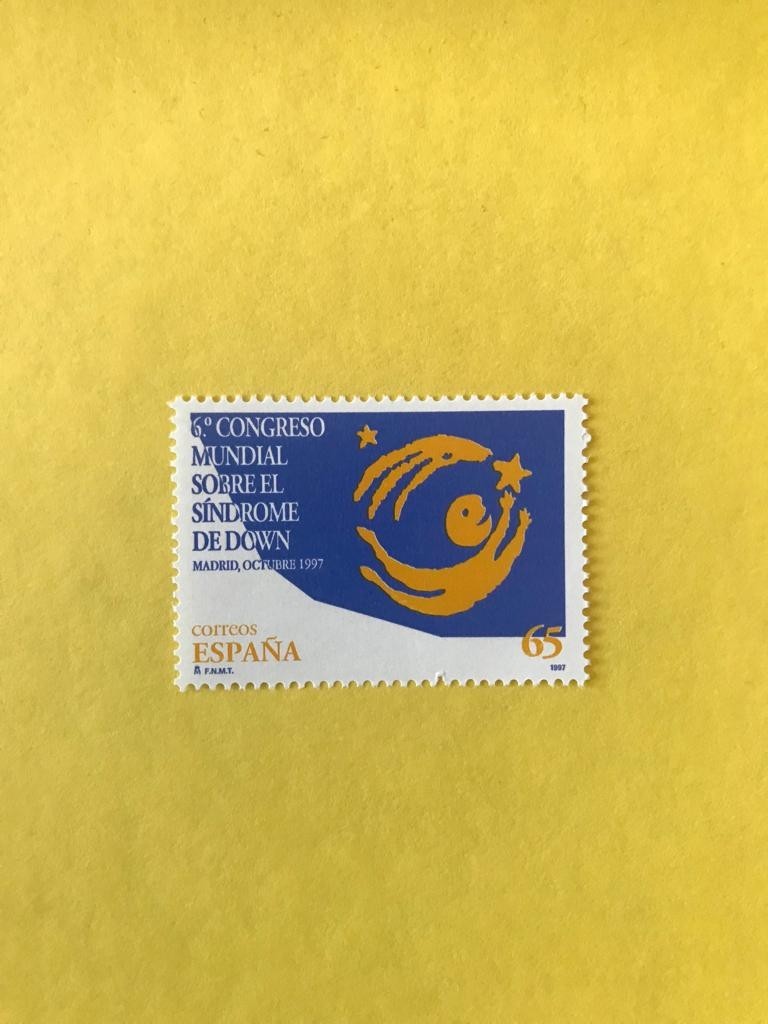 6.º CONGRESO
MUNDIAL
SOBRE EL
SÍNDROME
DE DOWN
MADRID, OCTUBRE 1997
correos
ESPAÑA
F.N.M.T.
65
1997